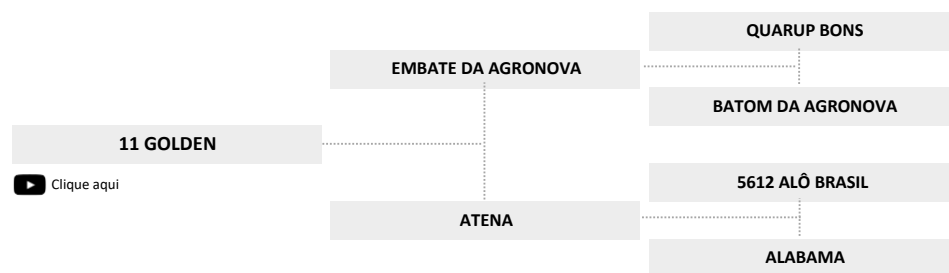 QUARUP BONS
EMBATE DA AGRONOVA
BATOM DA AGRONOVA
11 GOLDEN
Clique aqui
5612 ALÔ BRASIL
ATENA
ALABAMA